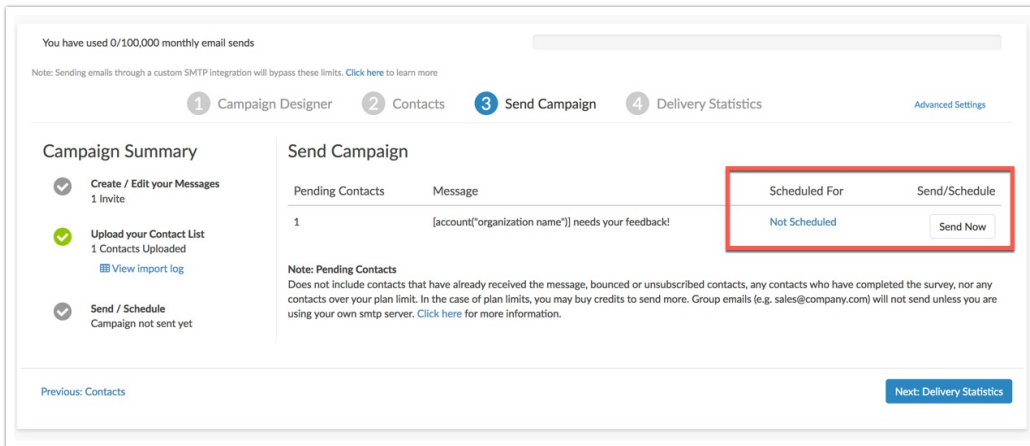 You have used 0/100,000 monthly email sends
Note: Sending emails through a custom SMTP integration will bypass these limits. Click here to learn more
1 Campaign Designer 2 Contacts 3 Send Campaign 4 Delivery Statistics Advanced Settings
Campaign Summary
Create / Edit your Messages
1 Invite
Upload your Contact List
1 Contacts Uploaded
View import log
Send / Schedule
Campaign not sent yet
Send Campaign
Pending Contacts Message Scheduled For Send/Schedule
1 [account("organization name")] needs your feedback! Not Scheduled Send Now
Note: Pending Contacts
Does not include contacts that have already received the message, bounced or unsubscribed contacts, any contacts who have completed the survey, nor any
contacts over your plan limit. In the case of plan limits, you may buy credits to send more. Group emails (e.g. sales@company.com) will not send unless you are
using your own smtp server. Click here for more information.
Previous: Contacts Next: Delivery Statistics